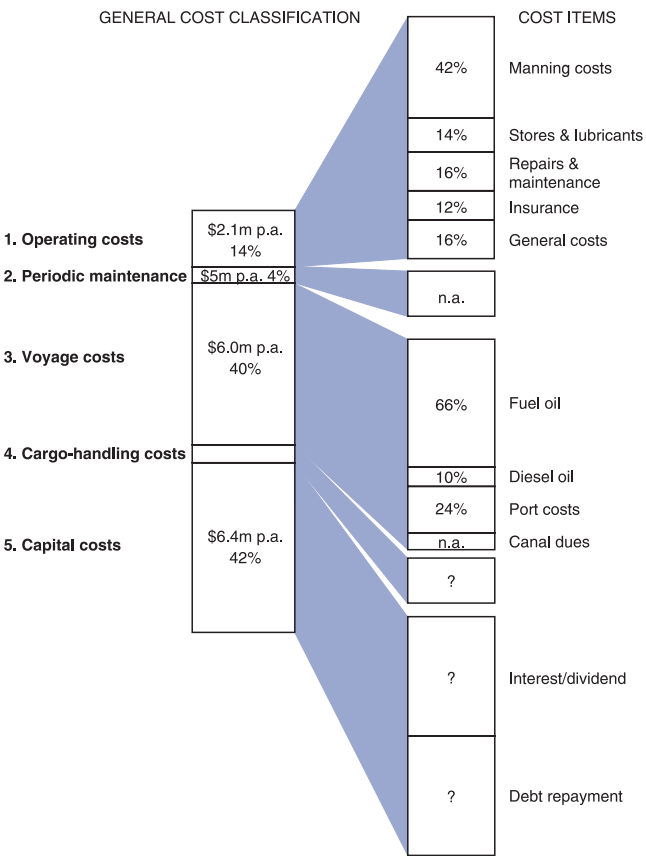 GENERAL COST CLASSIFICATION
COST ITEMS
1. Operating costs
$2.1m p.a.
14%
42%
Manning costs
14%
Stores & lubricants
16%
Repairs &
maintenance
12%
Insurance
16%
General costs
2. Periodic maintenance
$5m p.a. 4%
n.a.
3. Voyage costs
$6.0m p.a.
40%
66%
Fuel oil
10%
Diesel oil
24%
Port costs
n.a.
Canal dues
4. Cargo-handling costs
?
5. Capital costs
$6.4m p.a.
42%
?
Interest/dividend
?
Debt repayment